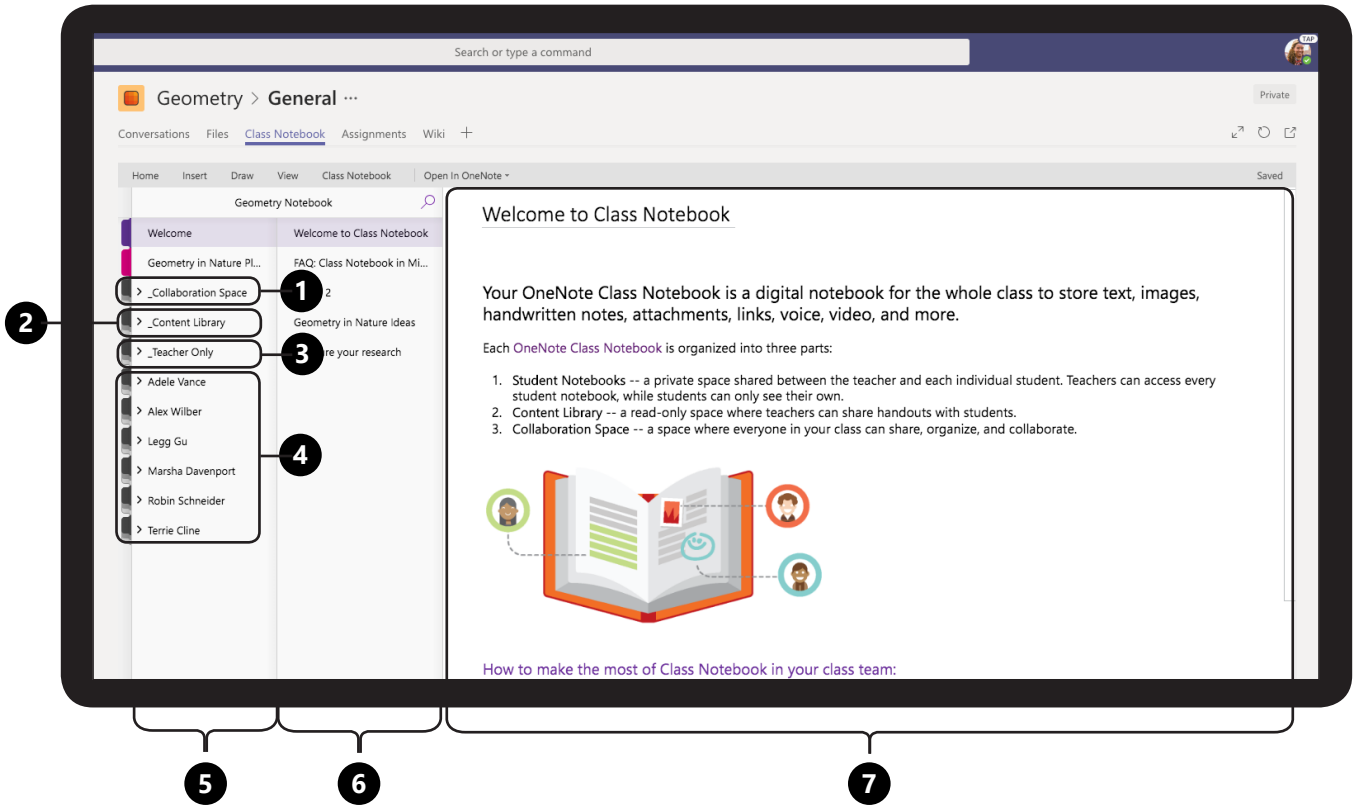 Search or type a command
TAP
Geometry > General ...
Private
Conversations Files Class Notebook Assignments Wiki +
Home Insert Draw View Class Notebook Open In OneNote
Saved
Geometry Notebook
Welcome
Geometry in Nature Pl...
_Collaboration Space
_Content Library
_Teacher Only
Adele Vance
Alex Wilber
Legg Gu
Marsha Davenport
Robin Schneider
Terrie Cline
Welcome to Class Notebook
FAQ: Class Notebook in Mi...
2
Geometry in Nature Ideas
re your research
Welcome to Class Notebook
Your OneNote Class Notebook is a digital notebook for the whole class to store text, images,
handwritten notes, attachments, links, voice, video, and more.
Each OneNote Class Notebook is organized into three parts:
1. Student Notebooks -- a private space shared between the teacher and each individual student. Teachers can access every
student notebook, while students can only see their own.
2. Content Library -- a read-only space where teachers can share handouts with students.
3. Collaboration Space -- a space where everyone in your class can share, organize, and collaborate.
How to make the most of Class Notebook in your class team:
1
2
3
4
5
6
7